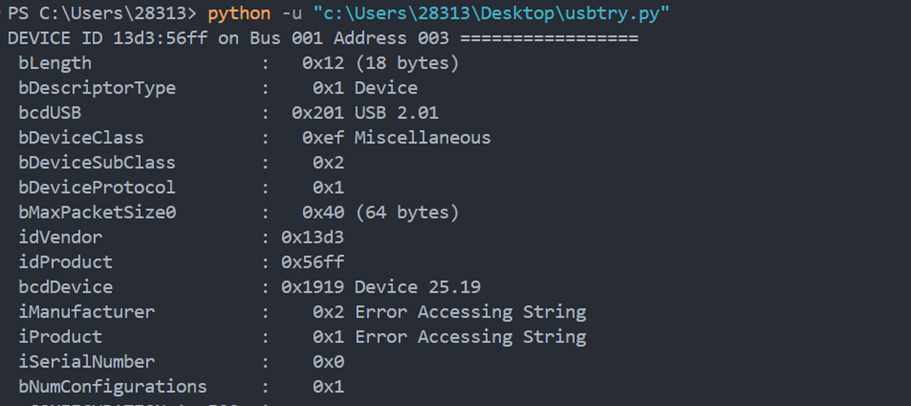 PS C:\Users\28313> python -u "c:\Users\28313\Desktop\usbtry.py"
DEVICE ID 13d3:56ff on Bus 001 Address 003 =================
bLength                :   0x12 (18 bytes)
bDescriptorType        :    0x1 Device
bcdUSB                 :  0x201 USB 2.01
bDeviceClass           :   0xef Miscellaneous
bDeviceSubClass        :    0x2
bDeviceProtocol        :    0x1
bMaxPacketSize0        :   0x40 (64 bytes)
idVendor               : 0x13d3
idProduct              : 0x56ff
bcdDevice              : 0x1919 Device 25.19
iManufacturer          :    0x2 Error Accessing String
iProduct               :    0x1 Error Accessing String
iSerialNumber          :    0x0
bNumConfigurations     :    0x1